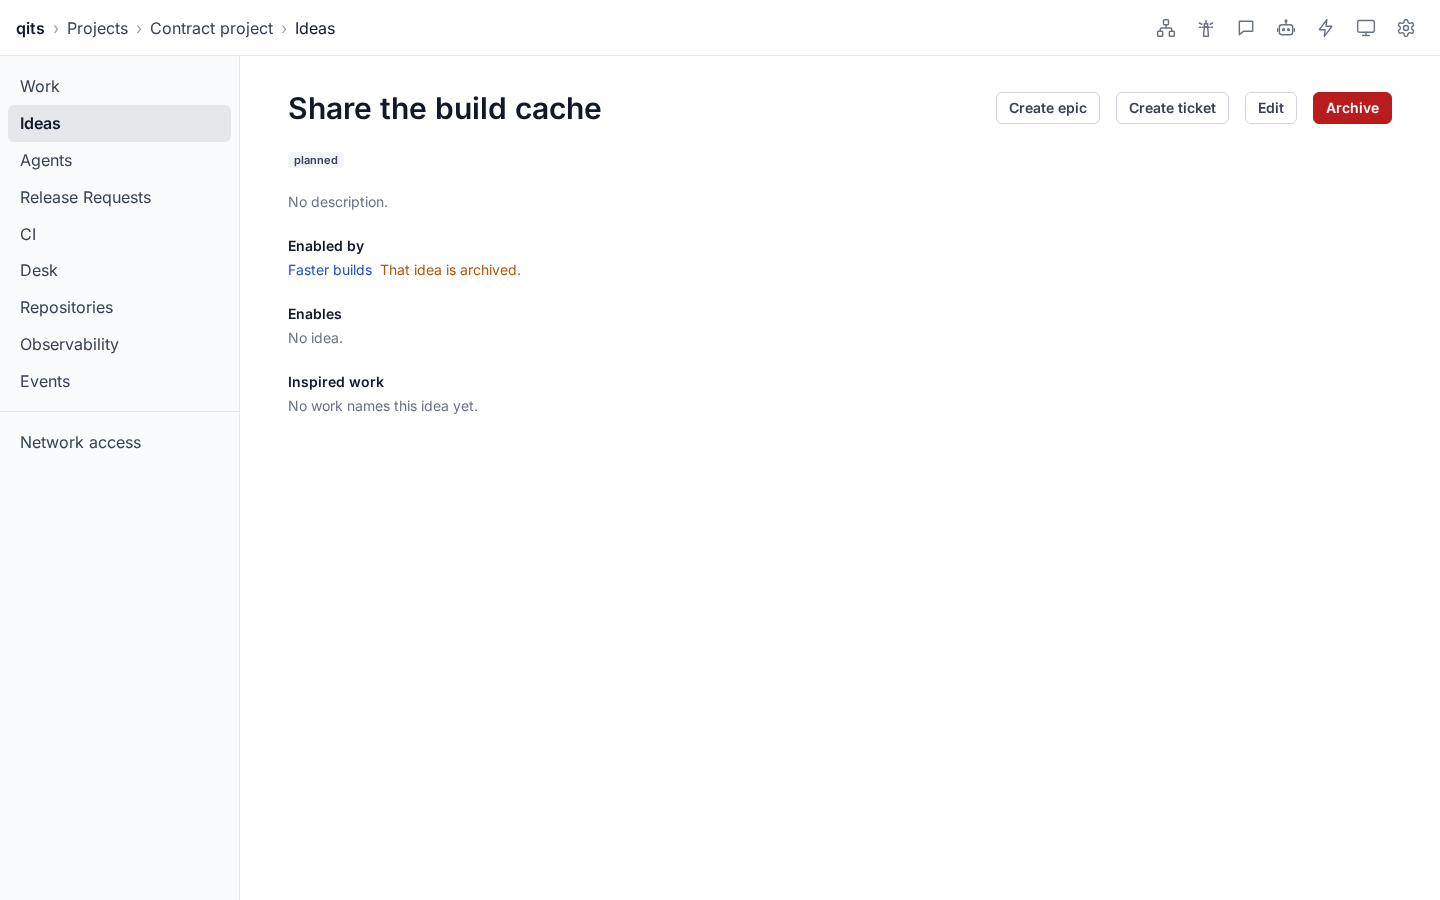 qits › Projects › Contract project › Ideas
Work
Ideas
Agents
Release Requests
CI
Desk
Repositories
Observability
Events
Network access
Share the build cache
Create epic
Create ticket
Edit
Archive
planned
No description.
Enabled by
Faster builds That idea is archived.
Enables
No idea.
Inspired work
No work names this idea yet.